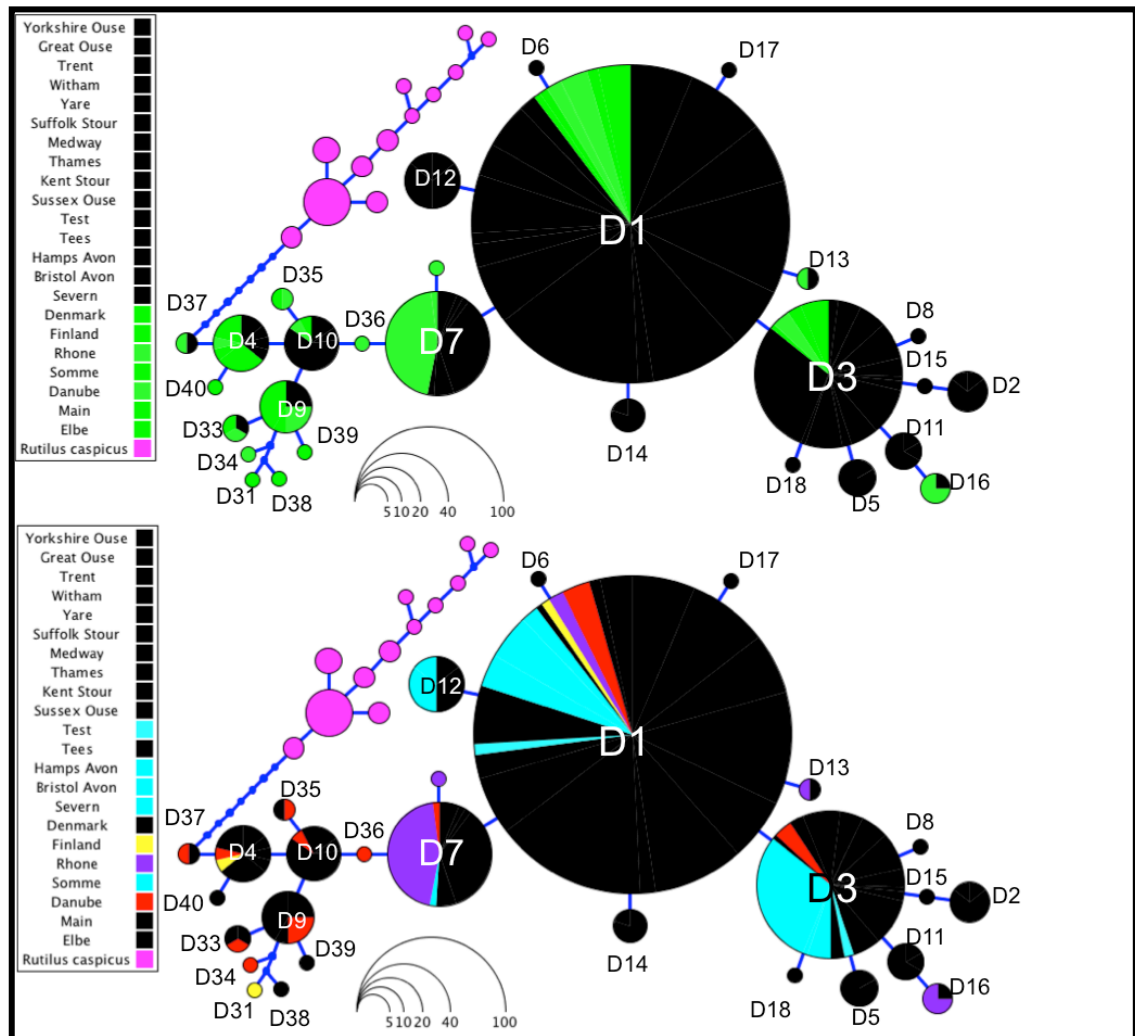 Yorkshire Ouse
Great Ouse
Trent
Witham
Yare
Suffolk Stour
Medway
Thames
Kent Stour
Sussex Ouse
Test
Tees
Hamps Avon
Bristol Avon
Severn
Denmark
Finland
Rhone
Somme
Danube
Main
Elbe
Rutilus caspicus
D6
D17
D12
D1
D13
D35
D37
D36
D4
D10
D7
D8
D3
D15
D2
D40
D9
D33
D39
D11
D34
D14
D18
D16
D31
D38
D5
5 10 20 40 100
Yorkshire Ouse
Great Ouse
Trent
Witham
Yare
Suffolk Stour
Medway
Thames
Kent Stour
Sussex Ouse
Test
Tees
Hamps Avon
Bristol Avon
Severn
Denmark
Finland
Rhone
Somme
Danube
Main
Elbe
Rutilus caspicus
D6
D17
D12
D1
D13
D35
D37
D36
D4
D10
D7
D8
D3
D15
D2
D40
D9
D33
D39
D11
D34
D14
D16
D31
D38
D18
D5
5 10 20 40 100